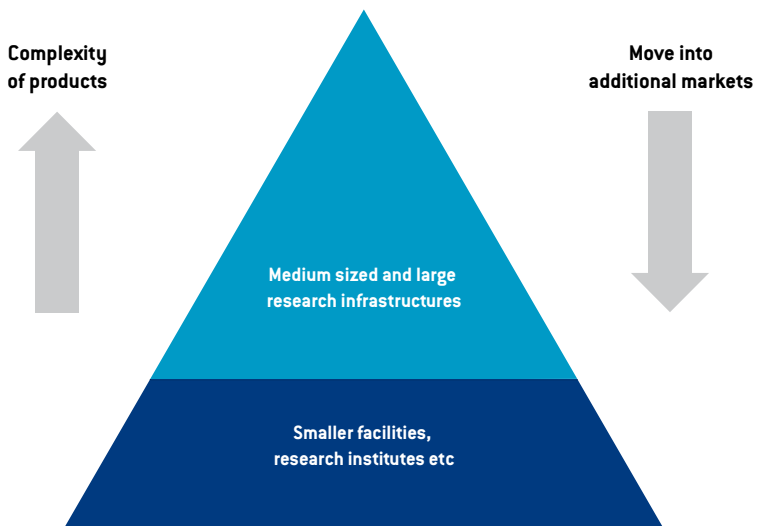 Complexity
of products
Move into
additional markets
Medium sized and large
research infrastructures
Smaller facilities,
research institutes etc